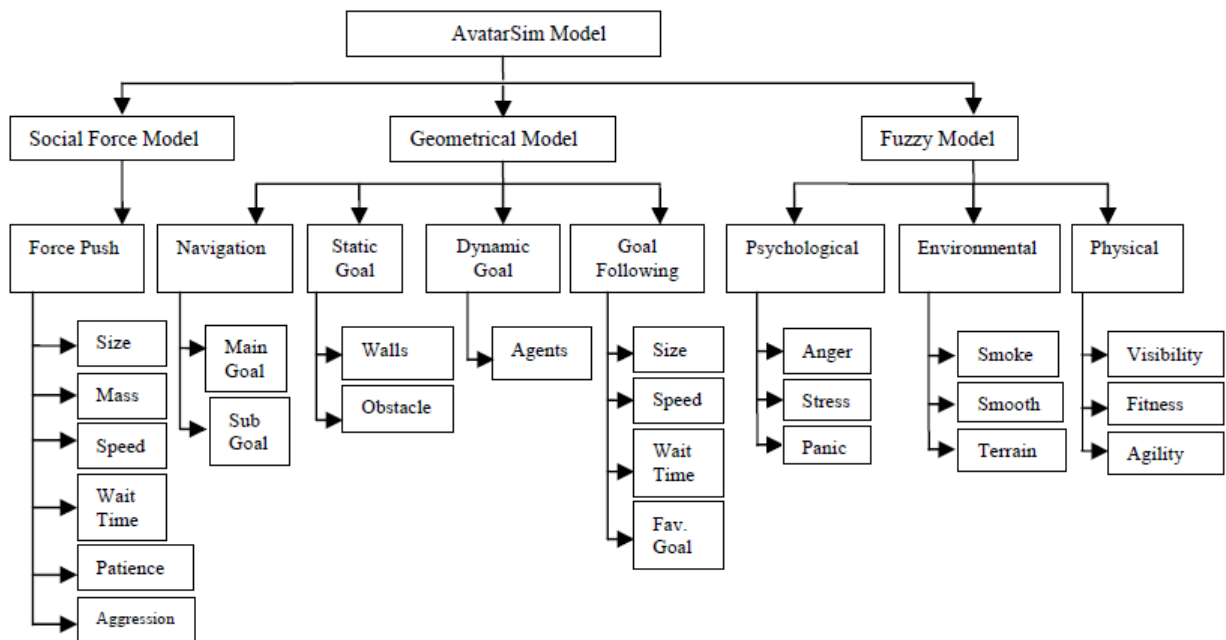 AvatarSim Model
Social Force Model
Geometrical Model
Fuzzy Model
Force Push
Navigation
Static
Goal
Dynamic
Goal
Goal
Following
Psychological
Environmental
Physical
Size
Mass
Speed
Wait
Time
Patience
Aggression
Main
Goal
Sub
Goal
Walls
Obstacle
Agents
Size
Speed
Wait
Time
Fav.
Goal
Anger
Stress
Panic
Smoke
Smooth
Terrain
Visibility
Fitness
Agility